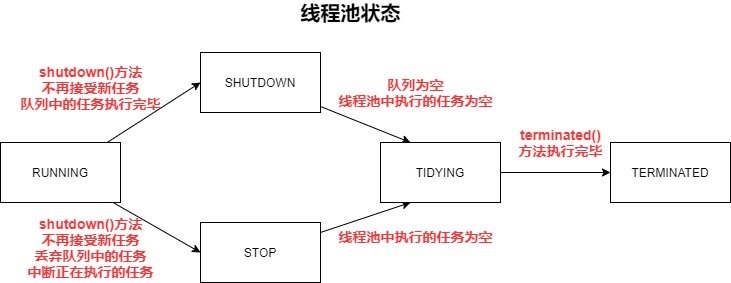 线程池状态
shutdown()方法
不再接受新任务
队列中的任务执行完毕
SHUTDOWN
队列为空
线程池中执行的任务为空
terminated()
方法执行完毕
RUNNING
TIDYING
TERMINATED
shutdown()方法
不再接受新任务
丢弃队列中的任务
中断正在执行的任务
STOP
线程池中执行的任务为空